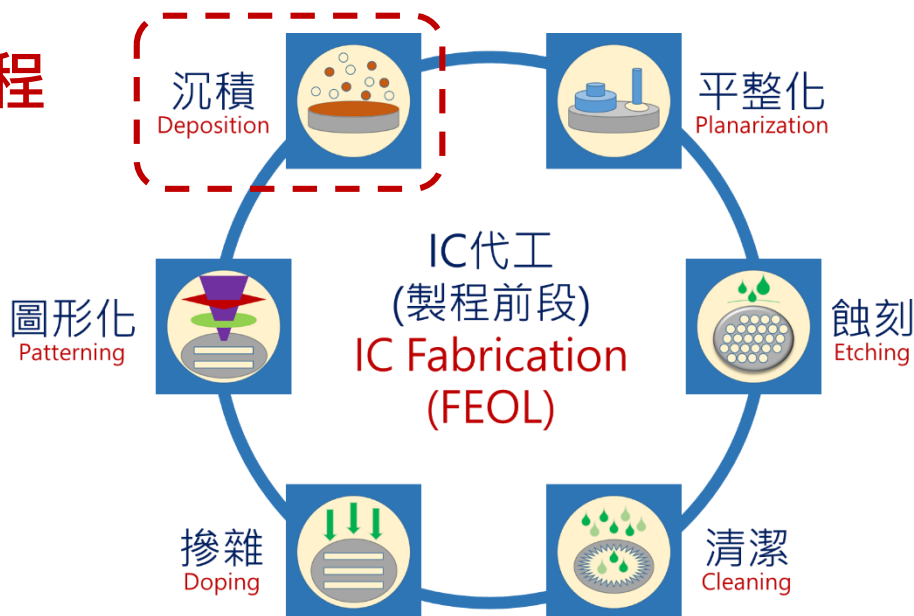 程
沉積
Deposition
平整化
Planarization
IC代工
(製程前段)
IC Fabrication
(FEOL)
圖形化
Patterning
蝕刻
Etching
摻雜
Doping
清潔
Cleaning